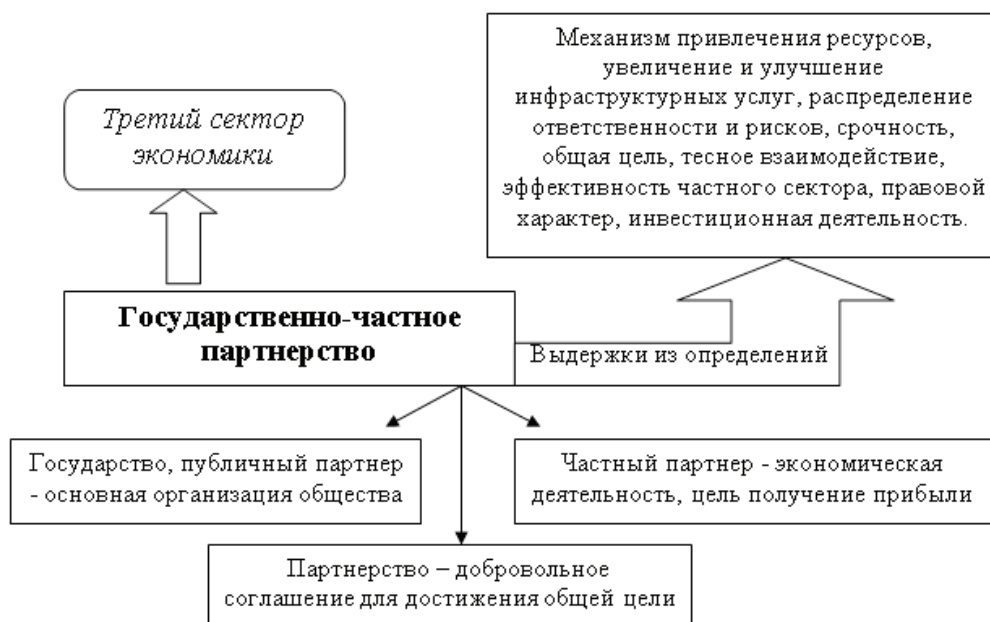 Механизм привлечения ресурсов,
увеличение и улучшение
инфраструктурных услуг, распределение
ответственности и рисков, срочность,
общая цель, тесное взаимодействие,
эффективность частного сектора, правовой
характер, инвестиционная деятельность.
Третий сектор
экономики
Государственно-частное
партнерство
Выдержки из определений
Государство, публичный партнер
- основная организация общества
Частный партнер - экономическая
деятельность, цель получение прибыли
Партнерство – добровольное
соглашение для достижения общей цели